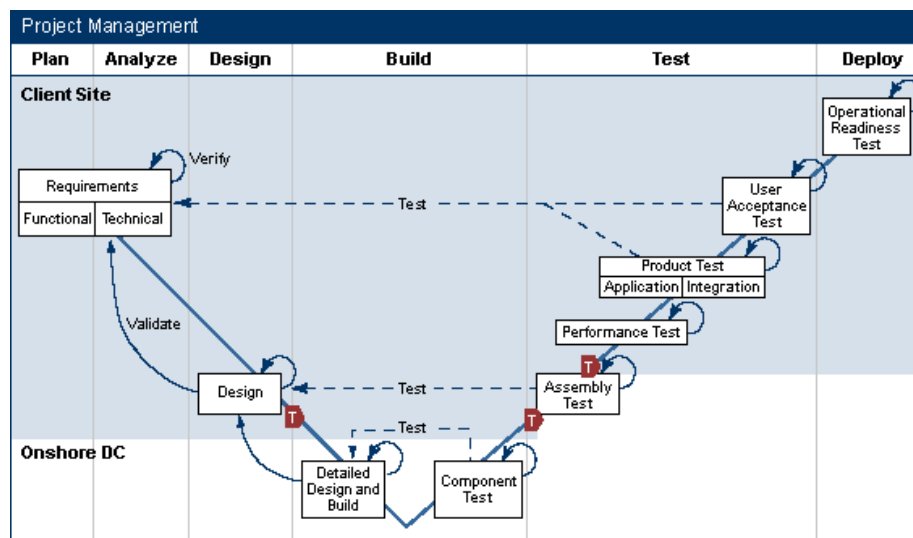 Project Management
Plan Analyze Design Build Test Deploy
Client Site
Operational
Readiness
Test
Verify
Requirements
Functional Technical
User
Acceptance
Test
Test
Product Test
Application Integration
Validate
Performance Test
T
Design
Test
Assembly
Test
T
T
Test
Onshore DC
Detailed
Design and
Build
Component
Test